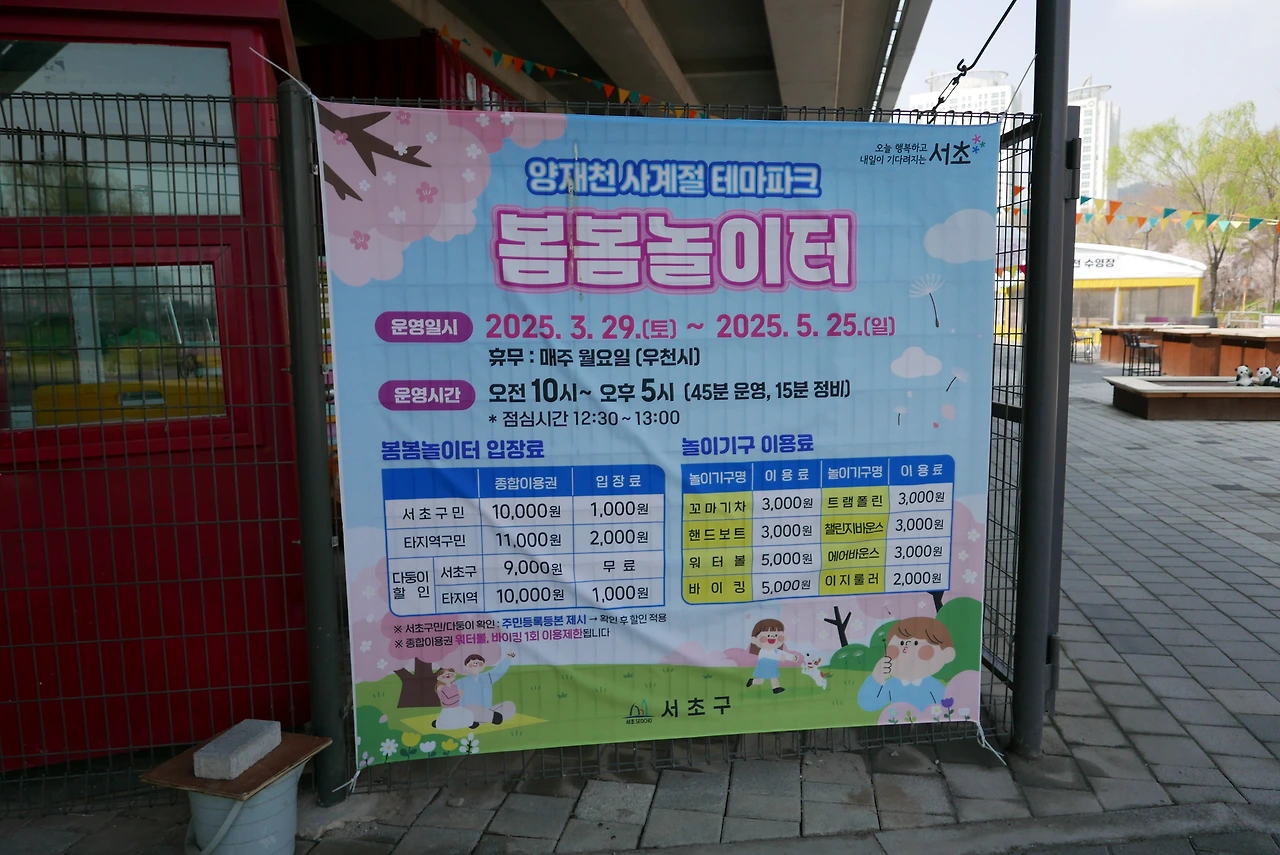 오늘 행복하고
내일이 기다려지는 서초
양재천 사계절 테마파크
봄봄놀이터
운영일시 2025. 3. 29.(토) ~ 2025. 5. 25.(일)
휴무 : 매주 월요일 (우천시)
운영시간 오전 10시~ 오후 5시 (45분 운영, 15분 정비)
* 점심시간 12:30 ~ 13:00
봄봄놀이터 입장료
종합이용권 입장료
서초구민 10,000원 1,000원
타지역구민 11,000원 2,000원
다둥이 할인 서초구 9,000원 무료
타지역 10,000원 1,000원
※ 서초구민/다둥이 확인 : 주민등록등본 제시 → 확인 후 할인 적용
※ 종합이용권 워터볼, 바이킹 1회 이용제한됩니다
놀이기구 이용료
놀이기구명 이용료 놀이기구명 이용료
꼬마기차 3,000원 트램폴린 3,000원
핸드보트 3,000원 챌린지바운스 3,000원
워터볼 5,000원 에어바운스 3,000원
바이킹 5,000원 이지롤러 2,000원
서초 SEOCHO 서초구
천 수영장